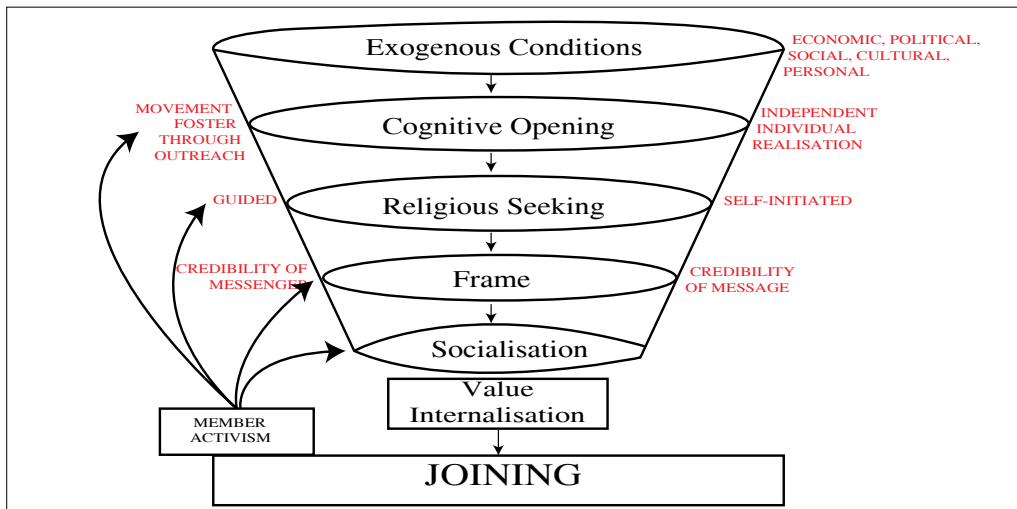 Exogenous Conditions
ECONOMIC, POLITICAL,
SOCIAL, CULTURAL,
PERSONAL
MOVEMENT
FOSTER
THROUGH
OUTREACH
Cognitive Opening
INDEPENDENT
INDIVIDUAL
REALISATION
GUIDED
Religious Seeking
SELF-INITIATED
CREDIBILITY OF
MESSENGER
Frame
CREDIBILITY
OF MESSAGE
Socialisation
Value
Internalisation
MEMBER
ACTIVISM
JOINING